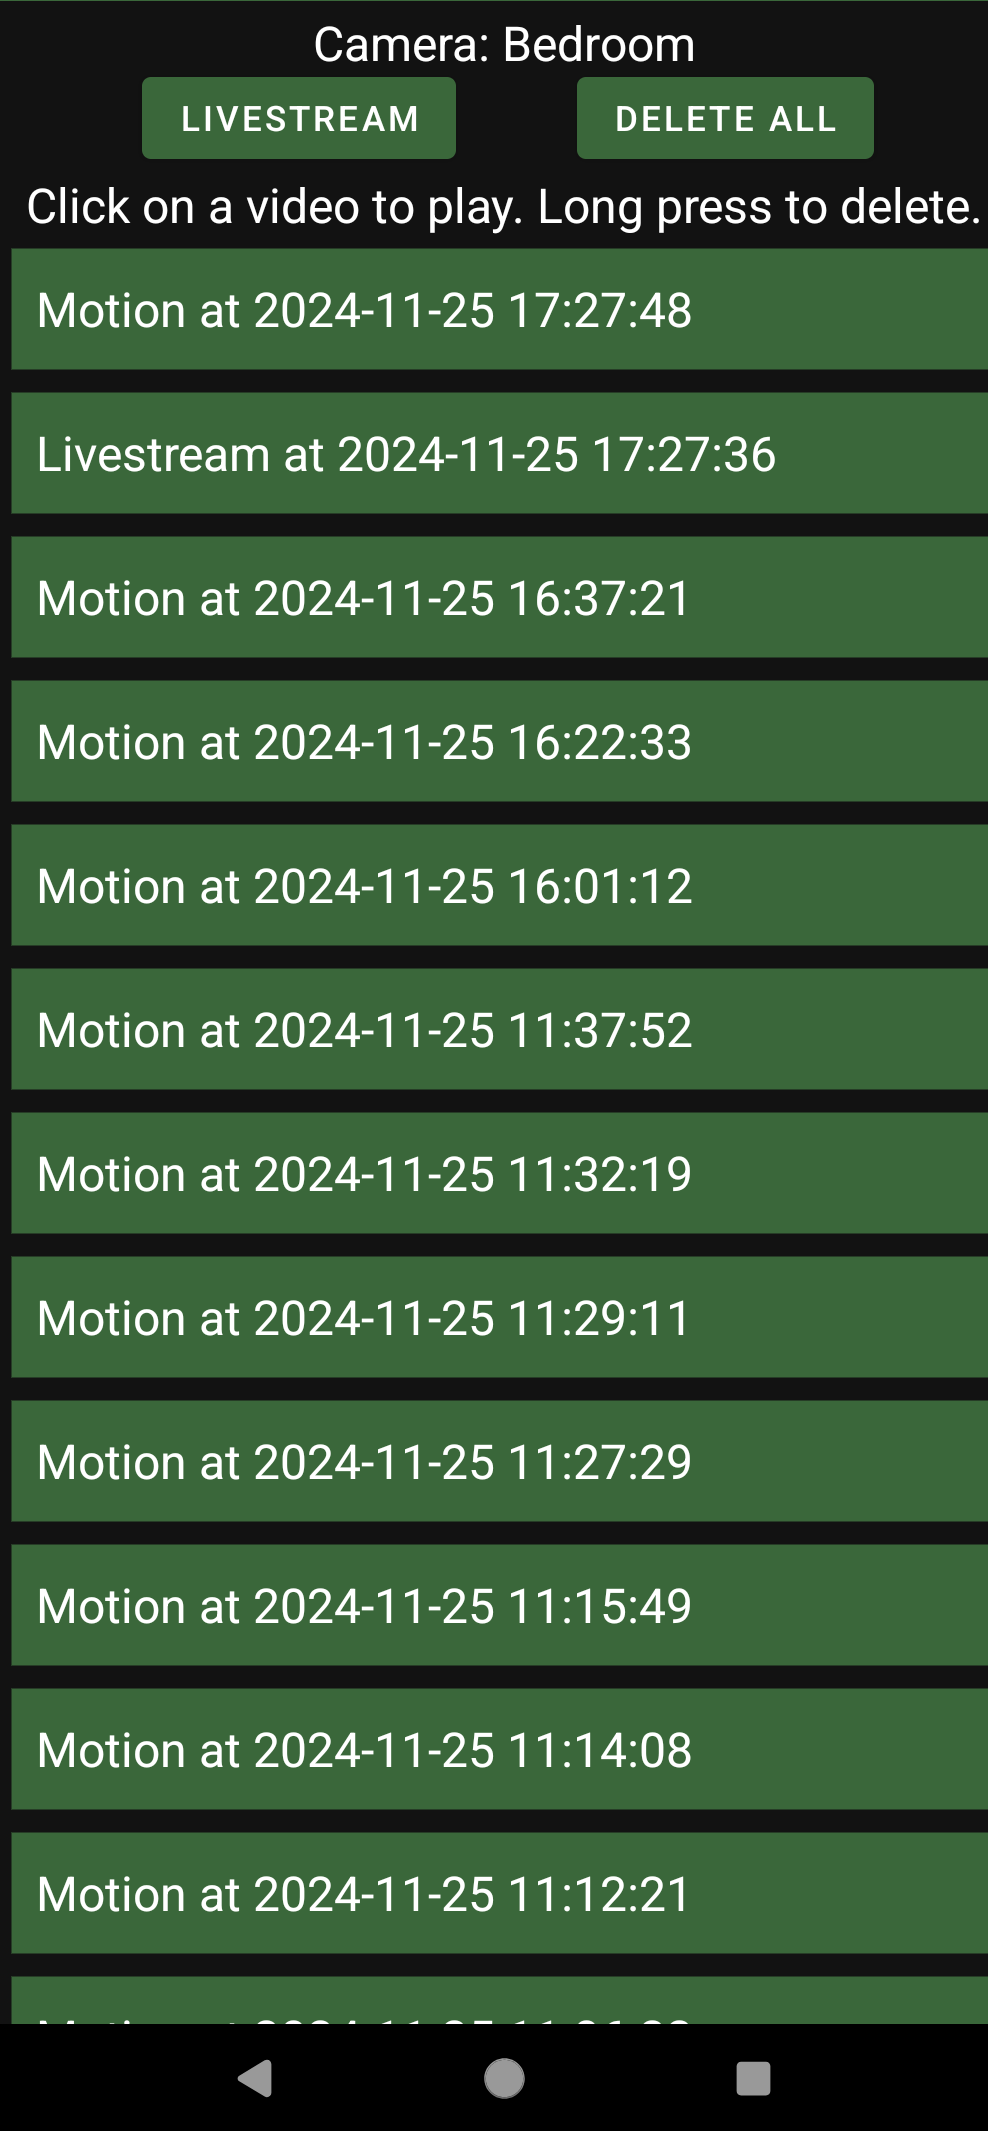 Camera: Bedroom
LIVESTREAM DELETE ALL
Click on a video to play. Long press to delete.
Motion at 2024-11-25 17:27:48
Livestream at 2024-11-25 17:27:36
Motion at 2024-11-25 16:37:21
Motion at 2024-11-25 16:22:33
Motion at 2024-11-25 16:01:12
Motion at 2024-11-25 11:37:52
Motion at 2024-11-25 11:32:19
Motion at 2024-11-25 11:29:11
Motion at 2024-11-25 11:27:29
Motion at 2024-11-25 11:15:49
Motion at 2024-11-25 11:14:08
Motion at 2024-11-25 11:12:21